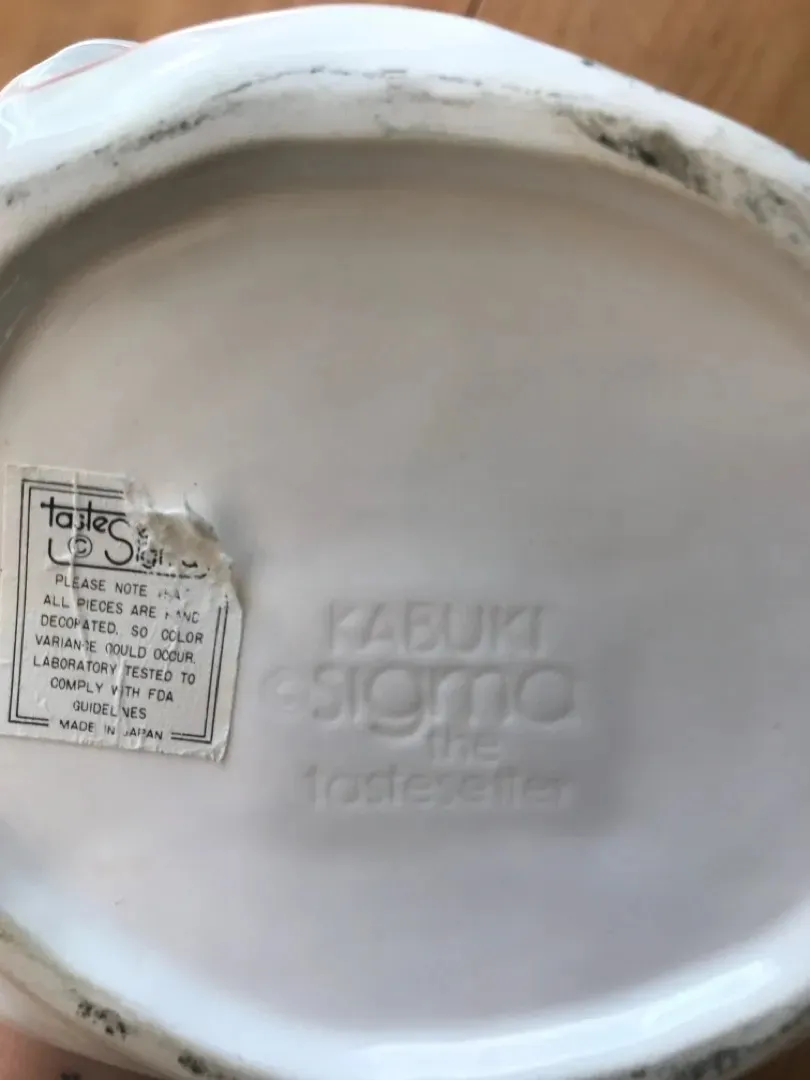 taste
© Sig
PLEASE NOTE
ALL PIECES ARE HAND
DECORATED, SO COLOR
VARIANCE COULD OCCUR.
LABORATORY TESTED TO
COMPLY WITH FDA
GUIDELINES
MADE IN JAPAN
KABUKI
©sigma
the
tastesetter